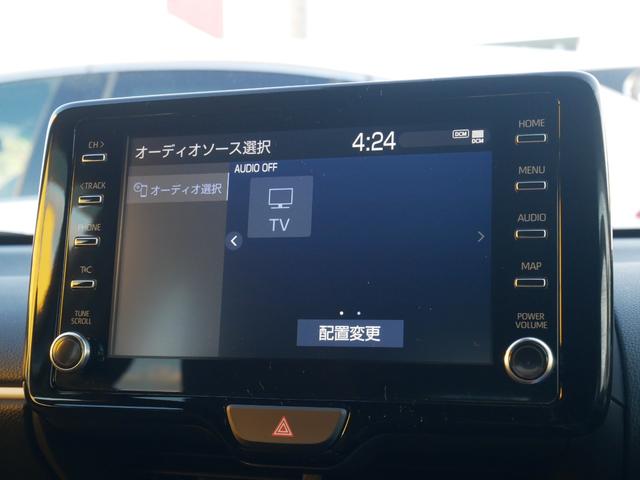 オーディオソース選択
4:24
DCM
DCM
オーディオ選択
AUDIO OFF
TV
配置変更
CH>
<TRACK
PHONE
TUNE
SCROLL
HOME
MENU
AUDIO
MAP
POWER
VOLUME